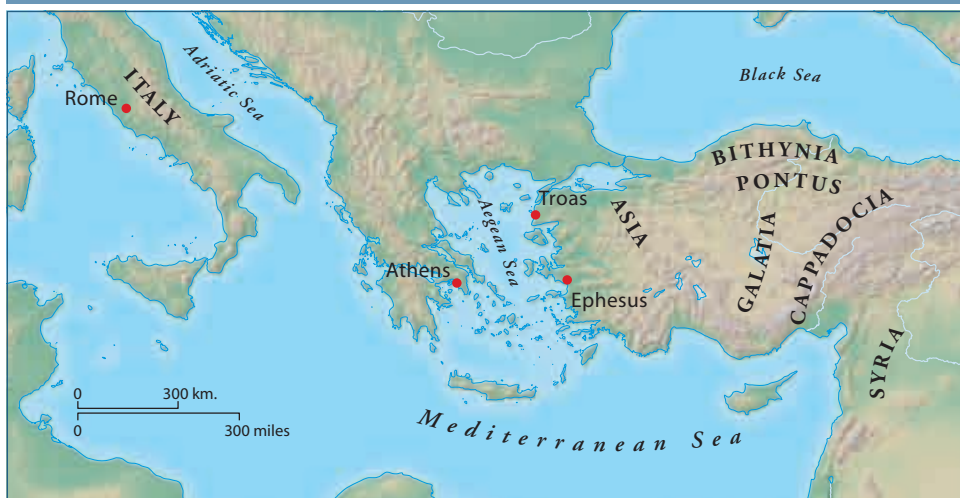 Black Sea
Adriatic Sea
ITALY
Rome
BITHYNIA
PONTUS
Troas
Aegean Sea
ASIA
CAPPADOCIA
GALATIA
Athens
Ephesus
SYRIA
0 300 km.
0 300 miles
Mediterranean Sea